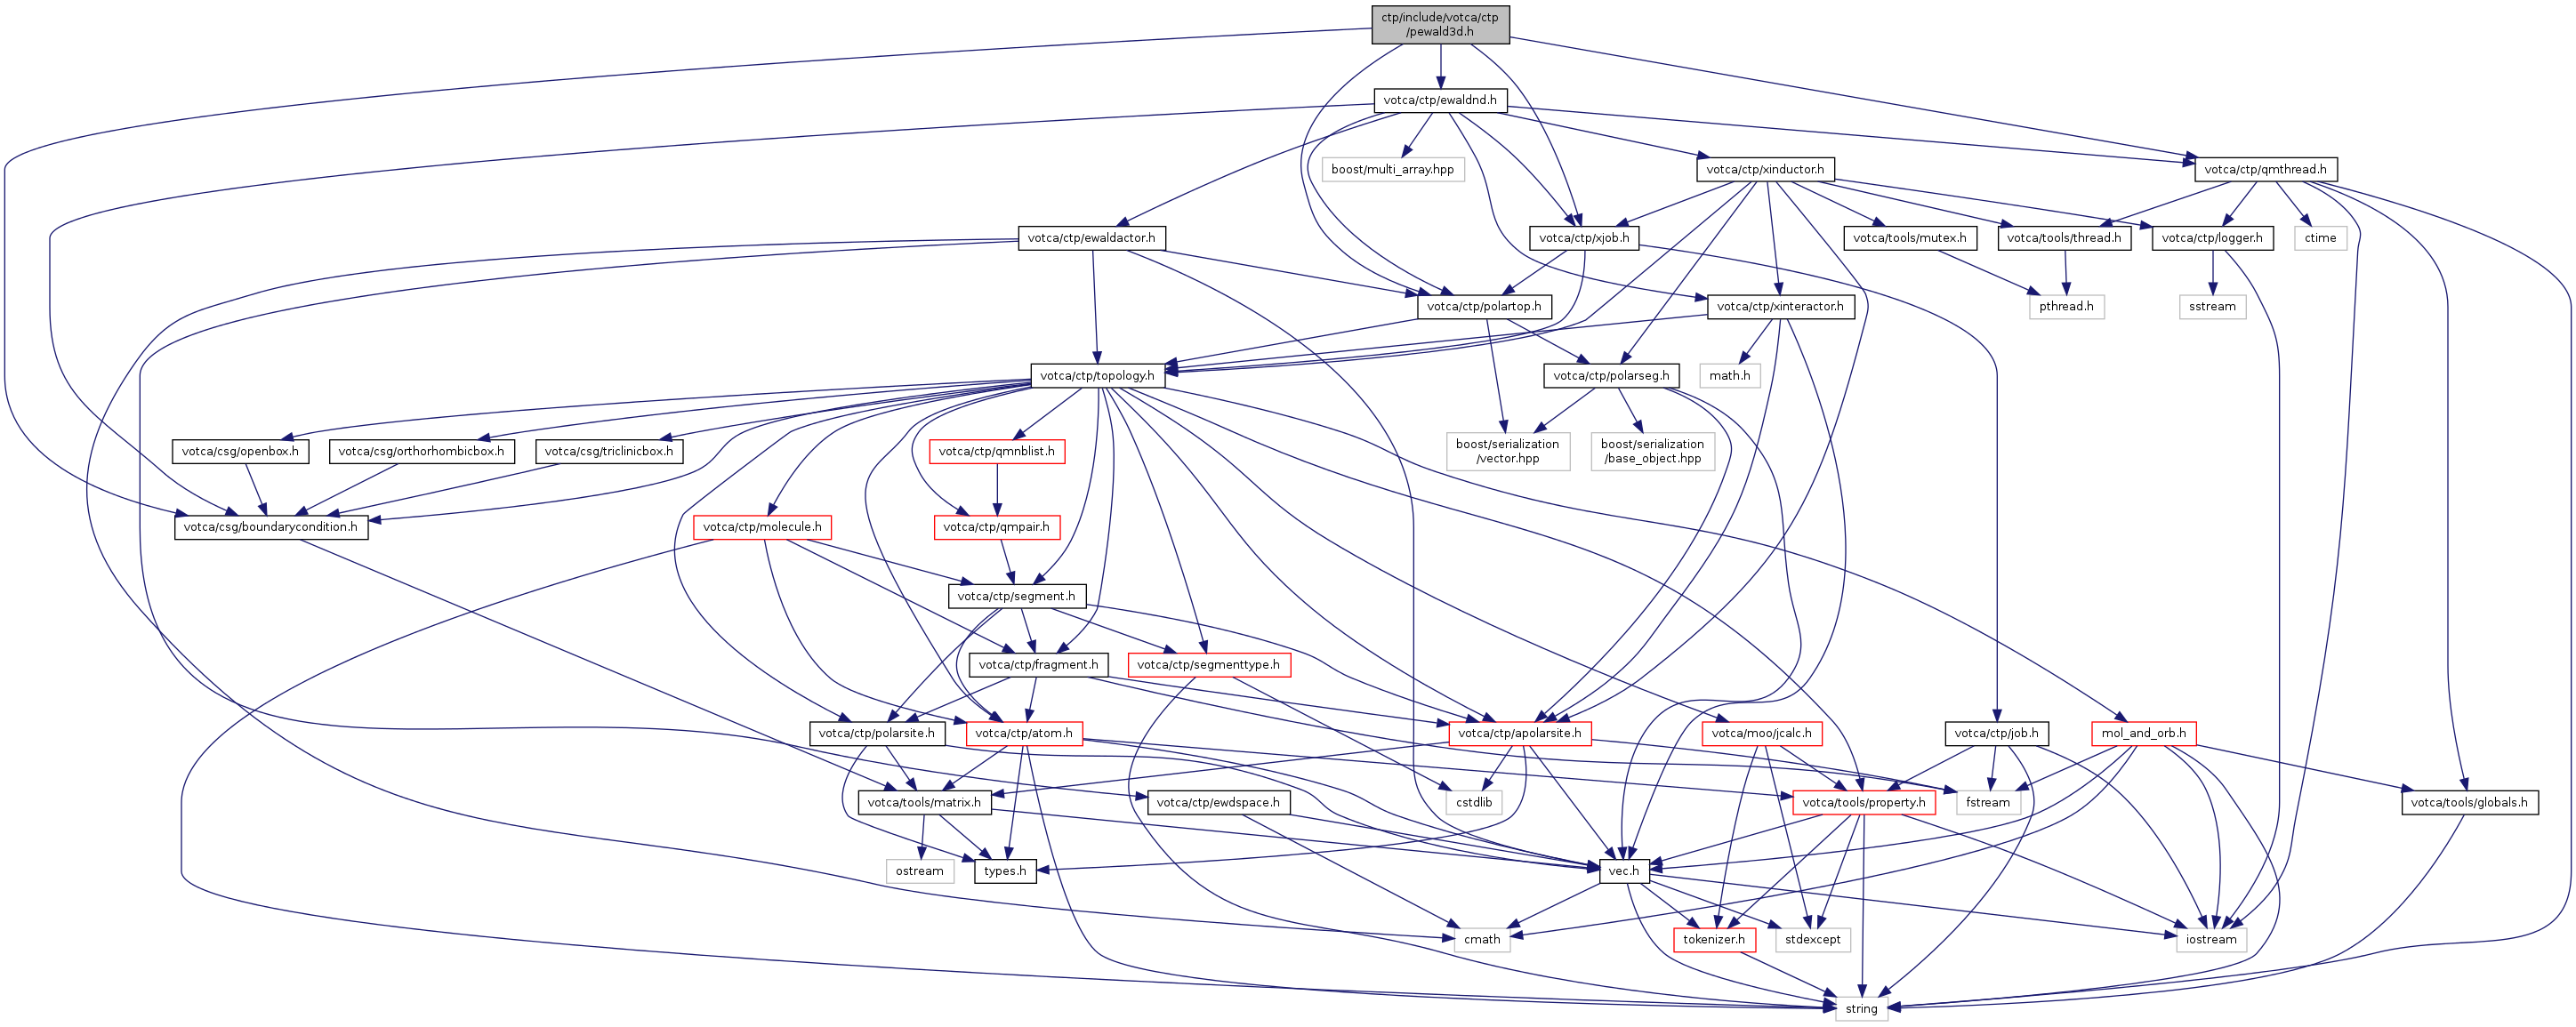 ctp/include/votca/ctp
/pewald3d.h
votca/ctp/ewaldnd.h
boost/multi_array.hpp
votca/ctp/xinductor.h
votca/ctp/qmthread.h
votca/ctp/ewaldactor.h
votca/ctp/xjob.h
votca/tools/mutex.h
votca/tools/thread.h
votca/ctp/logger.h
ctime
votca/ctp/polartop.h
votca/ctp/xinteractor.h
pthread.h
sstream
votca/ctp/topology.h
votca/ctp/polarseg.h
math.h
votca/csg/openbox.h
votca/csg/orthorhombicbox.h
votca/csg/triclinicbox.h
votca/ctp/qmnblist.h
boost/serialization
/vector.hpp
boost/serialization
/base_object.hpp
votca/csg/boundarycondition.h
votca/ctp/molecule.h
votca/ctp/qmpair.h
votca/ctp/segment.h
votca/ctp/fragment.h
votca/ctp/segmenttype.h
votca/ctp/polarsite.h
votca/ctp/atom.h
votca/ctp/apolarsite.h
votca/moo/jcalc.h
votca/ctp/job.h
mol_and_orb.h
votca/tools/matrix.h
votca/ctp/ewdspace.h
cstdlib
votca/tools/property.h
fstream
votca/tools/globals.h
ostream
types.h
vec.h
cmath
tokenizer.h
stdexcept
iostream
string